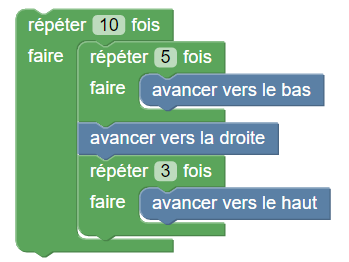 répéter 10 fois
faire répéter 5 fois
faire avancer vers le bas
avancer vers la droite
répéter 3 fois
faire avancer vers le haut